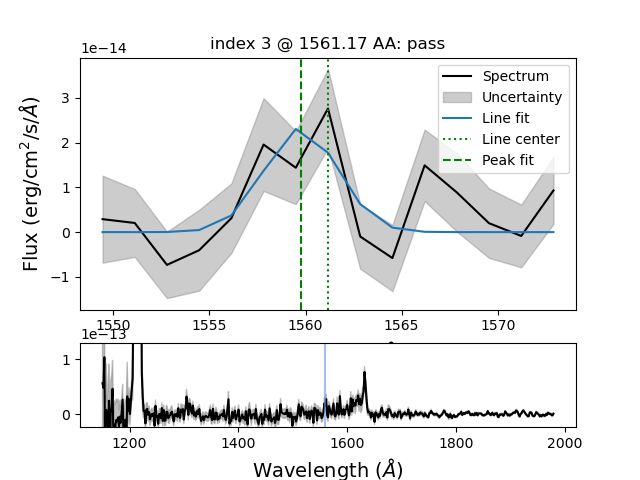 index 3 @ 1561.17 AA: pass
1e−14
Flux (erg/cm²/s/Å)
3
2
1
0
−1
Spectrum
Uncertainty
Line fit
Line center
Peak fit
1550 1555 1560 1565 1570
1e−13
1
0
1200 1400 1600 1800 2000
Wavelength (Å)